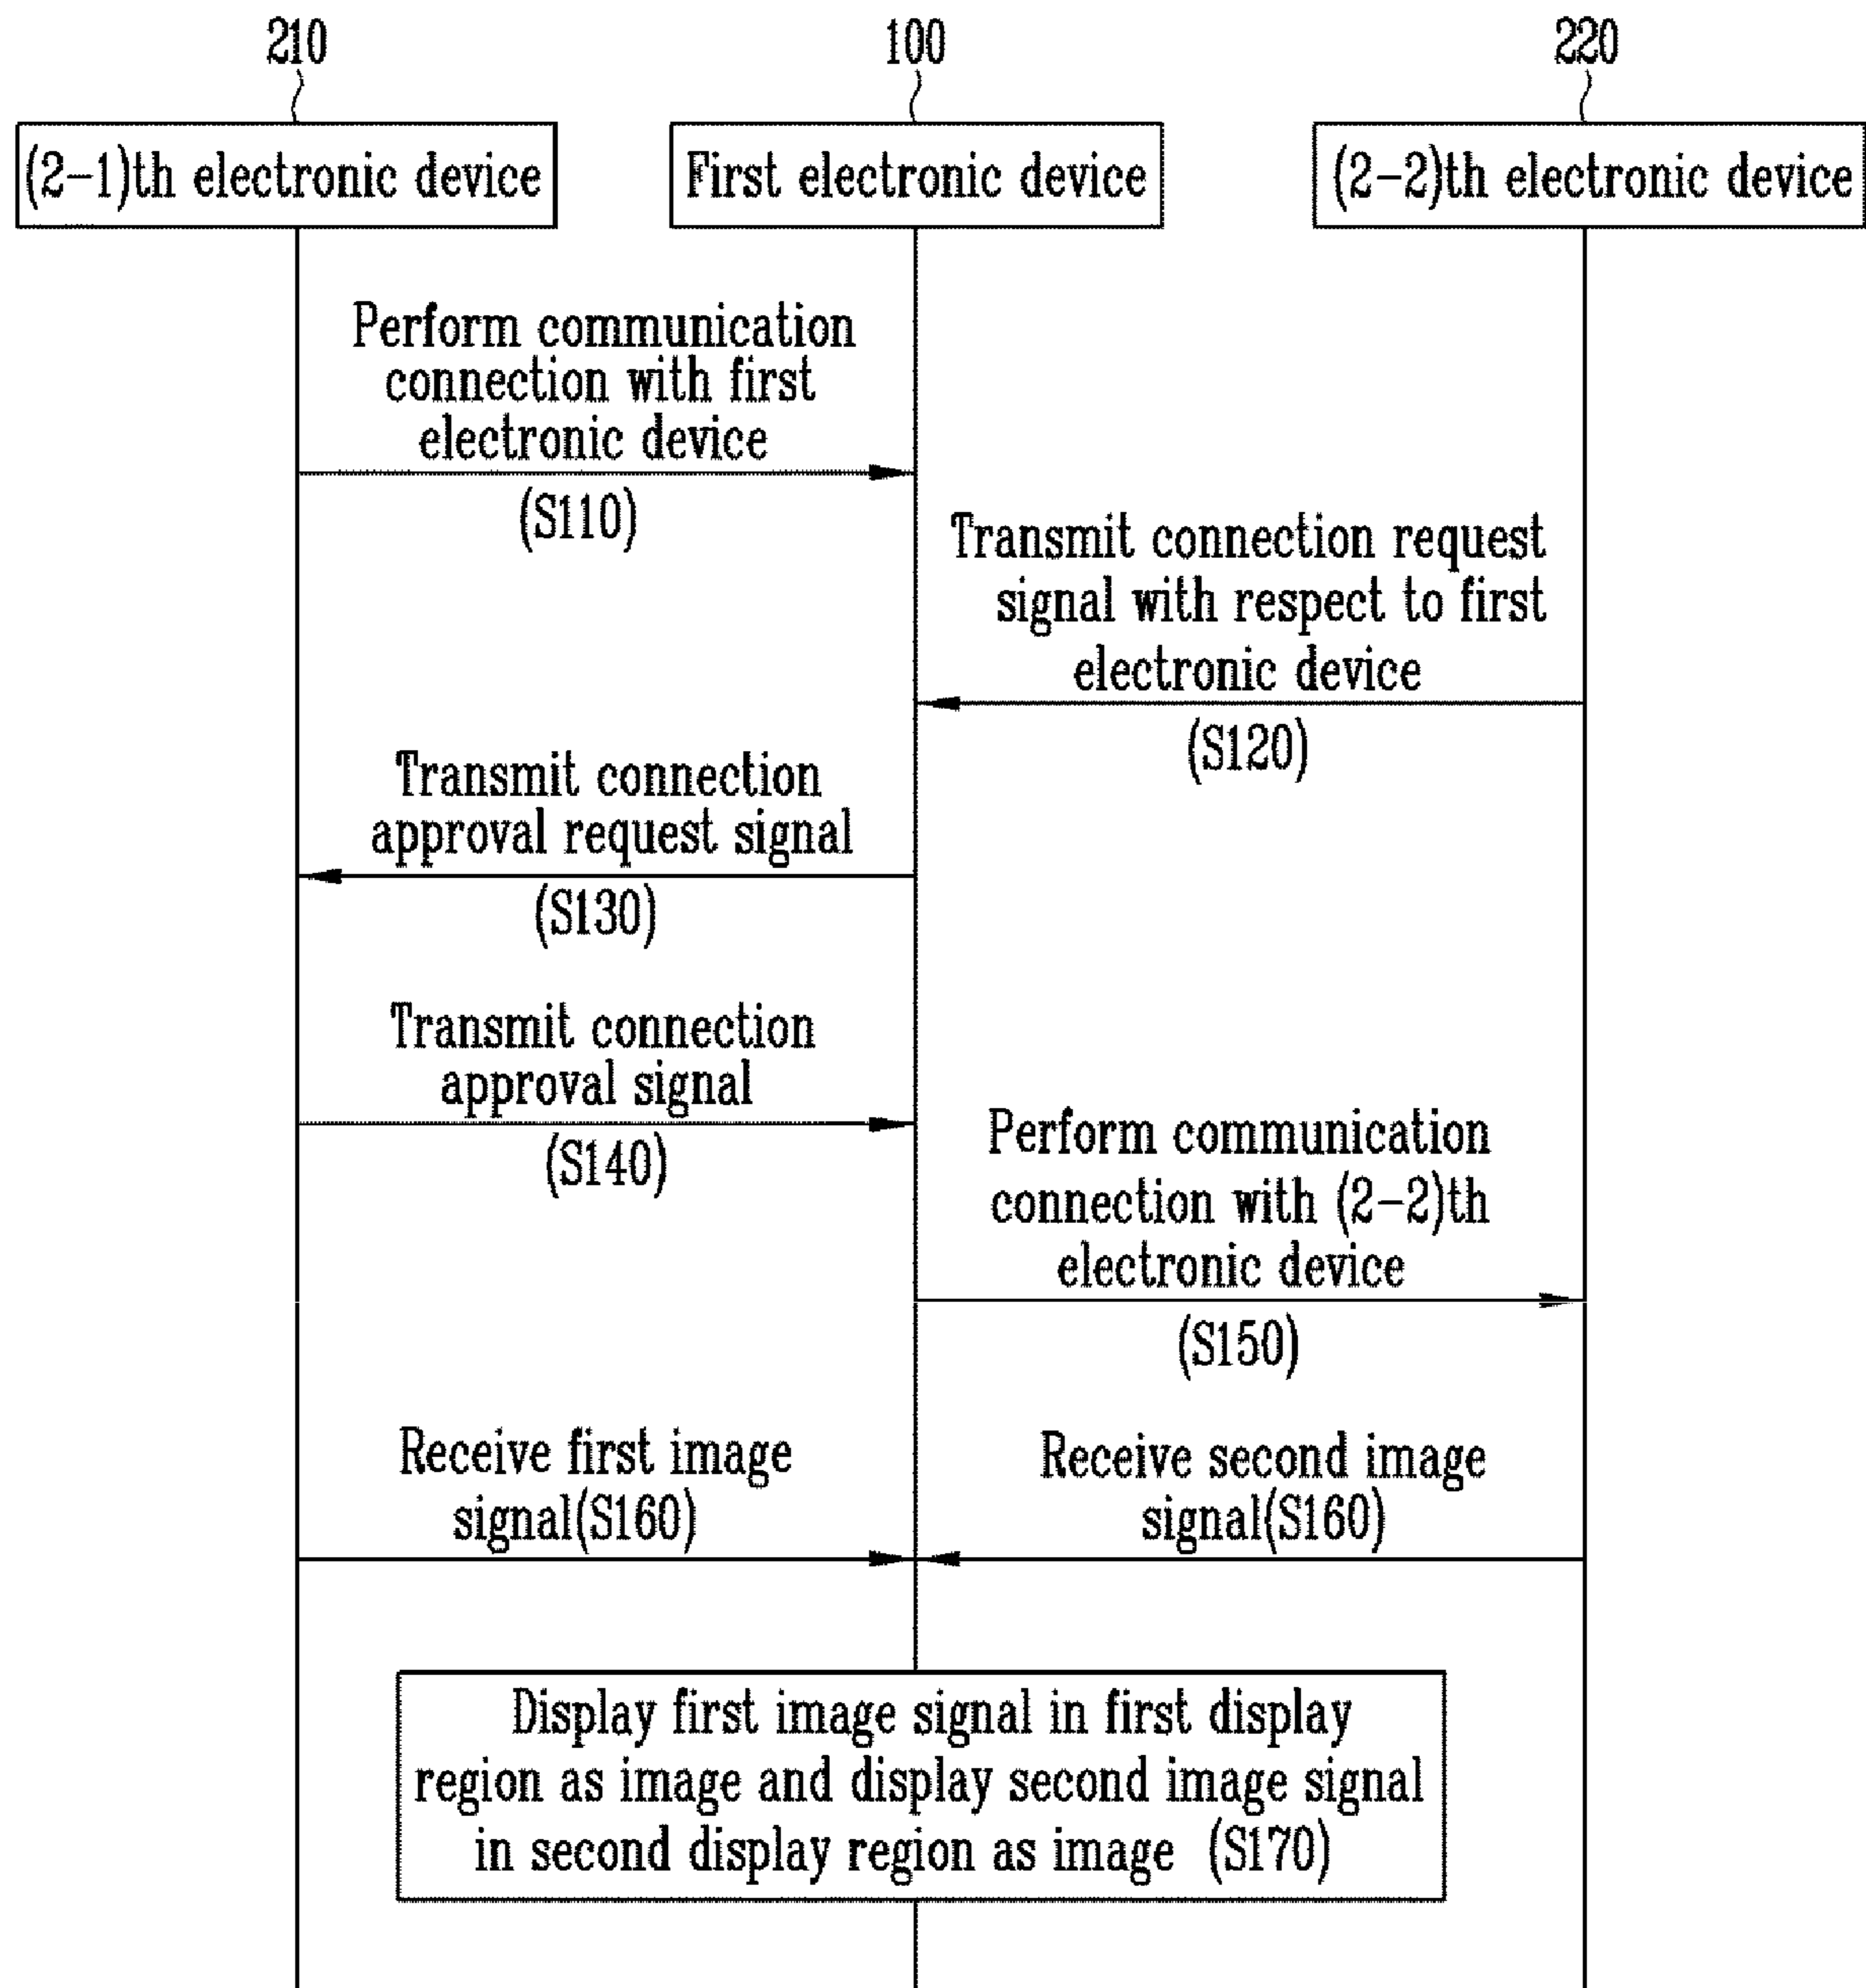 210
100
220
(2-1)th electronic device
First electronic device
(2-2)th electronic device
Perform communication
connection with first
electronic device
(S110)
Transmit connection request
signal with respect to first
electronic device
(S120)
Transmit connection
approval request signal
(S130)
Transmit connection
approval signal
(S140)
Perform communication
connection with (2-2)th
electronic device
(S150)
Receive first image
signal(S160)
Receive second image
signal(S160)
Display first image signal in first display
region as image and display second image signal
in second display region as image (S170)